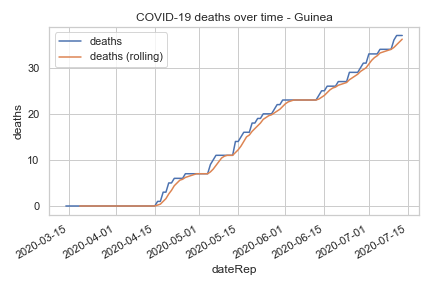 COVID-19 deaths over time - Guinea
deaths
deaths (rolling)
30
20
10
0
deaths
2020-03-15
2020-04-01
2020-04-15
2020-05-01
2020-05-15
2020-06-01
2020-06-15
2020-07-01
2020-07-15
dateRep